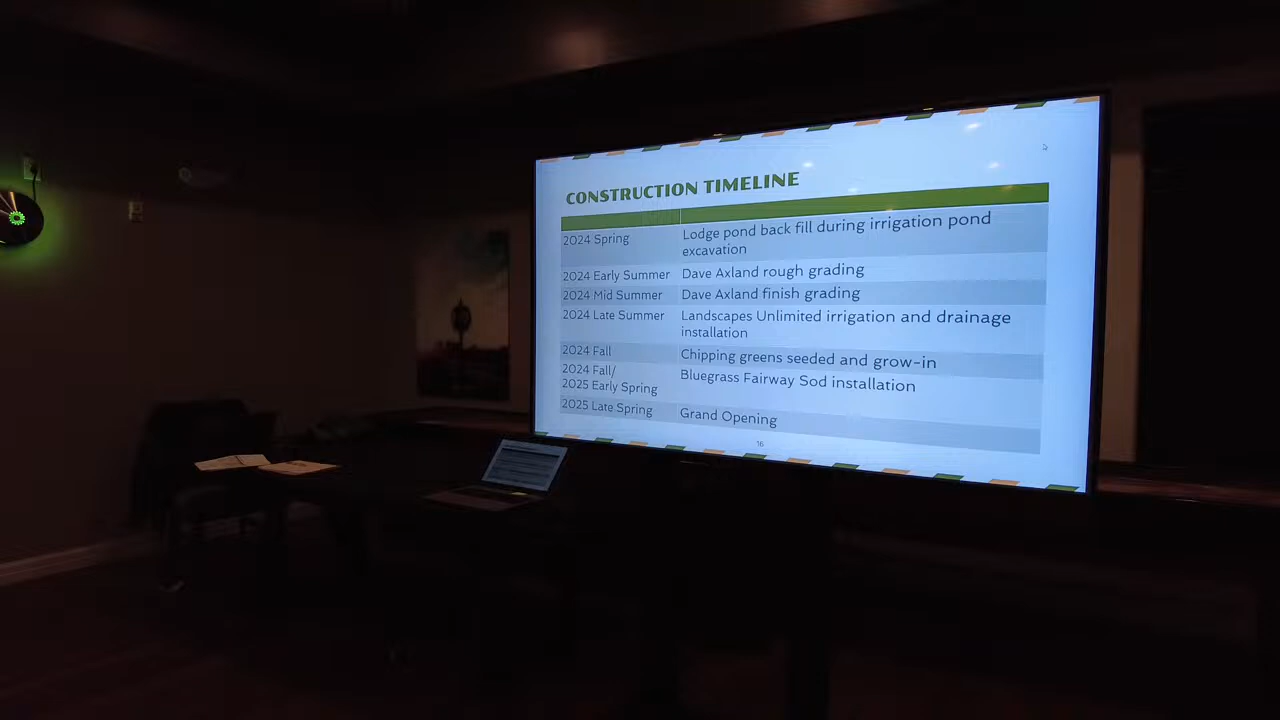 CONSTRUCTION TIMELINE
2024 Spring Lodge pond back fill during irrigation pond
excavation
2024 Early Summer Dave Axland rough grading
2024 Mid Summer Dave Axland finish grading
2024 Late Summer Landscapes Unlimited irrigation and drainage
installation
2024 Fall Chipping greens seeded and grow-in
2024 Fall/
2025 Early Spring Bluegrass Fairway Sod installation
2025 Late Spring Grand Opening
16